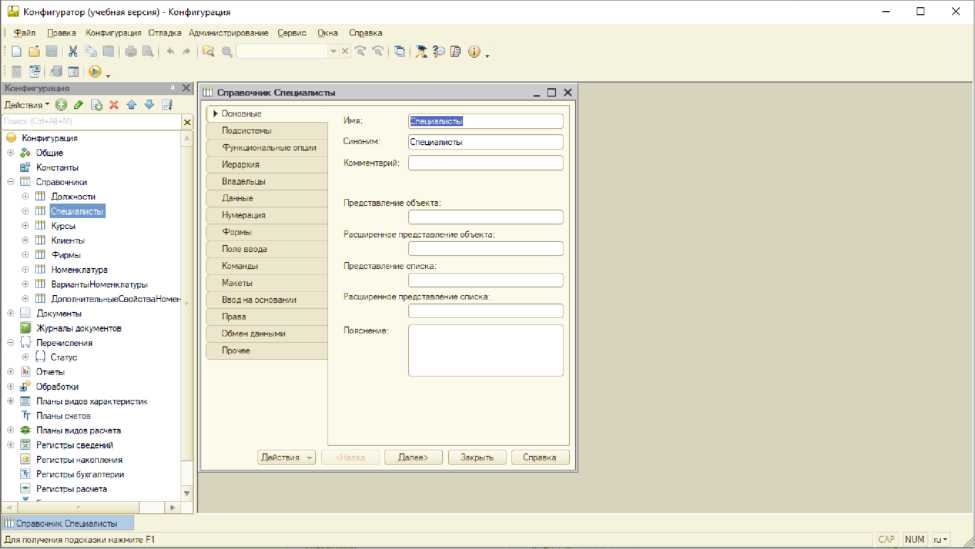 Конфигуратор (учебная версия) - Конфигурация
Файл Правка Конфигурация Отладка Администрирование Сервис Окна Справка
Конфигурация
Действия
Поиск (Ctrl+Alt+M)
Конфигурация
Общие
Константы
Справочники
Должности
Специалисты
Курсы
Клиенты
Фирмы
Номенклатура
ВариантыНоменклатуры
ДополнительныеСвойстваНомен
Документы
Журналы документов
Перечисления
Статус
Отчеты
Обработки
Планы видов характеристик
Планы счетов
Планы видов расчета
Регистры сведений
Регистры накопления
Регистры бухгалтерии
Регистры расчета
Справочник Специалисты
Основные
Подсистемы
Функциональные опции
Иерархия
Владельцы
Данные
Нумерация
Формы
Поле ввода
Команды
Макеты
Ввод на основании
Права
Обмен данными
Прочее
Имя: Специалисты
Синоним: Специалисты
Комментарий:
Представление объекта:
Расширенное представление объекта:
Представление списка:
Расширенное представление списка:
Пояснение:
Действия <Назад Далее> Закрыть Справка
Справочник Специалисты
Для получения подсказки нажмите F1
CAP NUM ru